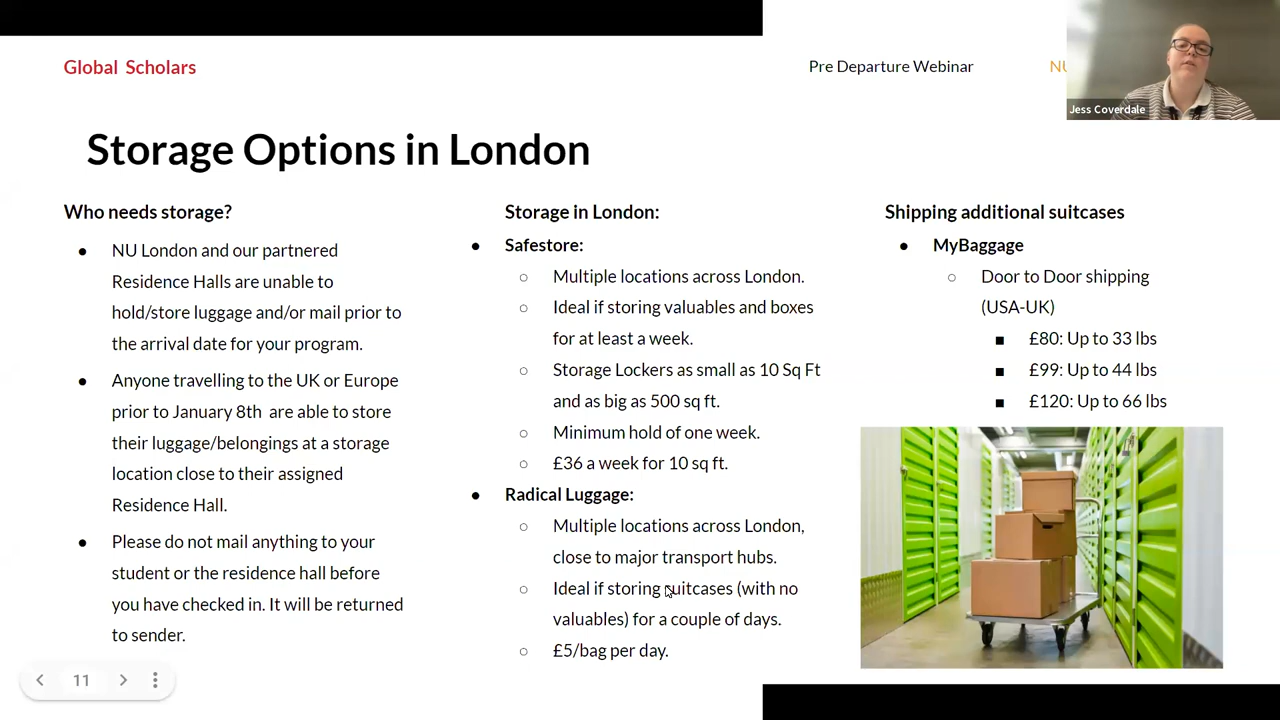 Global Scholars
Pre Departure Webinar
NU
Jess Coverdale
Storage Options in London
Who needs storage?
NU London and our partnered
Residence Halls are unable to
hold/store luggage and/or mail prior to
the arrival date for your program.
Anyone travelling to the UK or Europe
prior to January 8th are able to store
their luggage/belongings at a storage
location close to their assigned
Residence Hall.
Please do not mail anything to your
student or the residence hall before
you have checked in. It will be returned
to sender.
Storage in London:
Safestore:
Multiple locations across London.
Ideal if storing valuables and boxes
for at least a week.
Storage Lockers as small as 10 Sq Ft
and as big as 500 sq ft.
Minimum hold of one week.
£36 a week for 10 sq ft.
Radical Luggage:
Multiple locations across London,
close to major transport hubs.
Ideal if storing suitcases (with no
valuables) for a couple of days.
£5/bag per day.
Shipping additional suitcases
MyBaggage
Door to Door shipping
(USA-UK)
£80: Up to 33 lbs
£99: Up to 44 lbs
£120: Up to 66 lbs
11